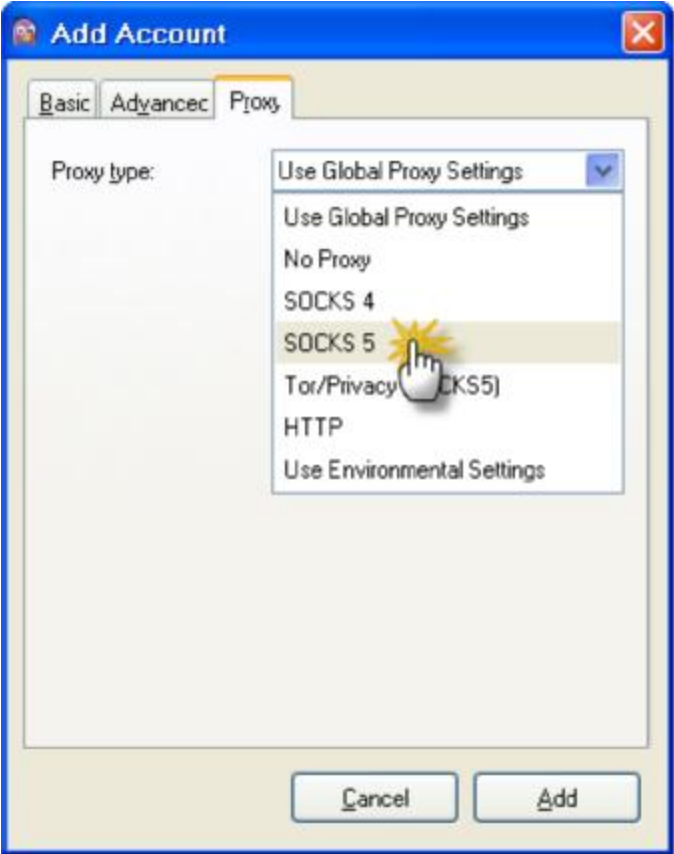 Add Account
Basic
Advancec
Proxy
Proxy type:
Use Global Proxy Settings
Use Global Proxy Settings
No Proxy
SOCKS 4
SOCKS 5
Tor/Privacy CKS5)
HTTP
Use Environmental Settings
Cancel
Add